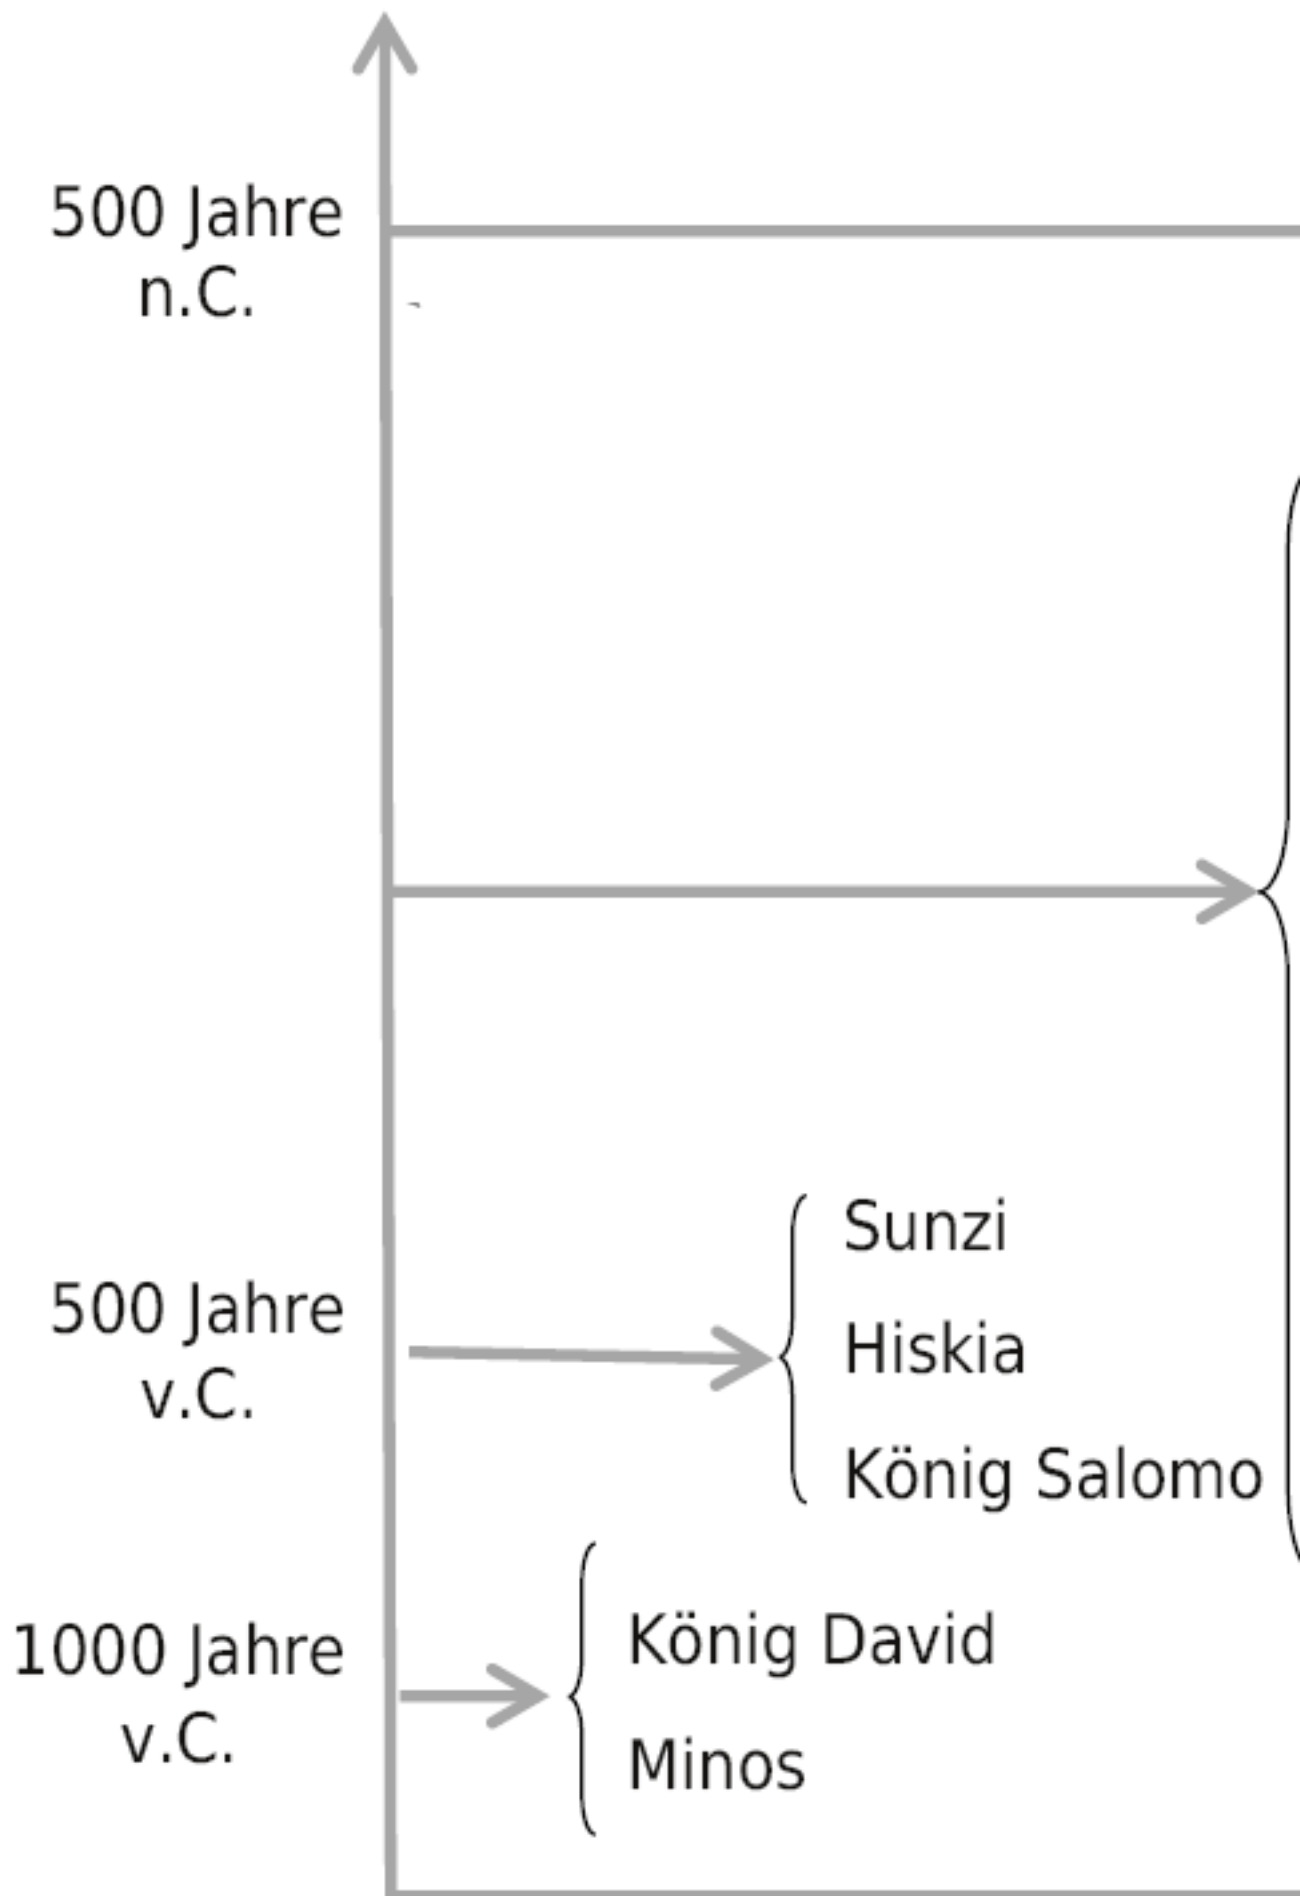 500 Jahre
n.C.
Sunzi
500 Jahre
v.C.
Hiskia
König Salomo
1000 Jahre
v.C.
König David
Minos